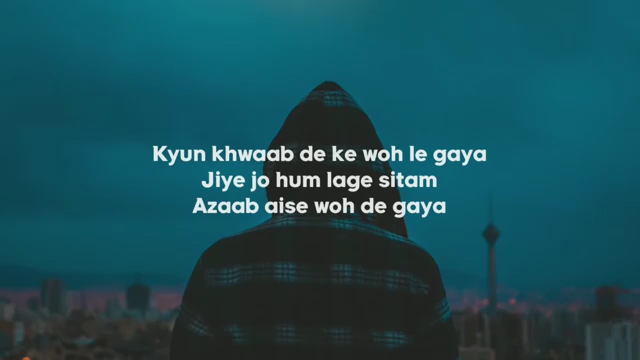 Kyun khwaab de ke woh le gaya
Jiye jo hum lage sitam
Azaab aise woh de gaya